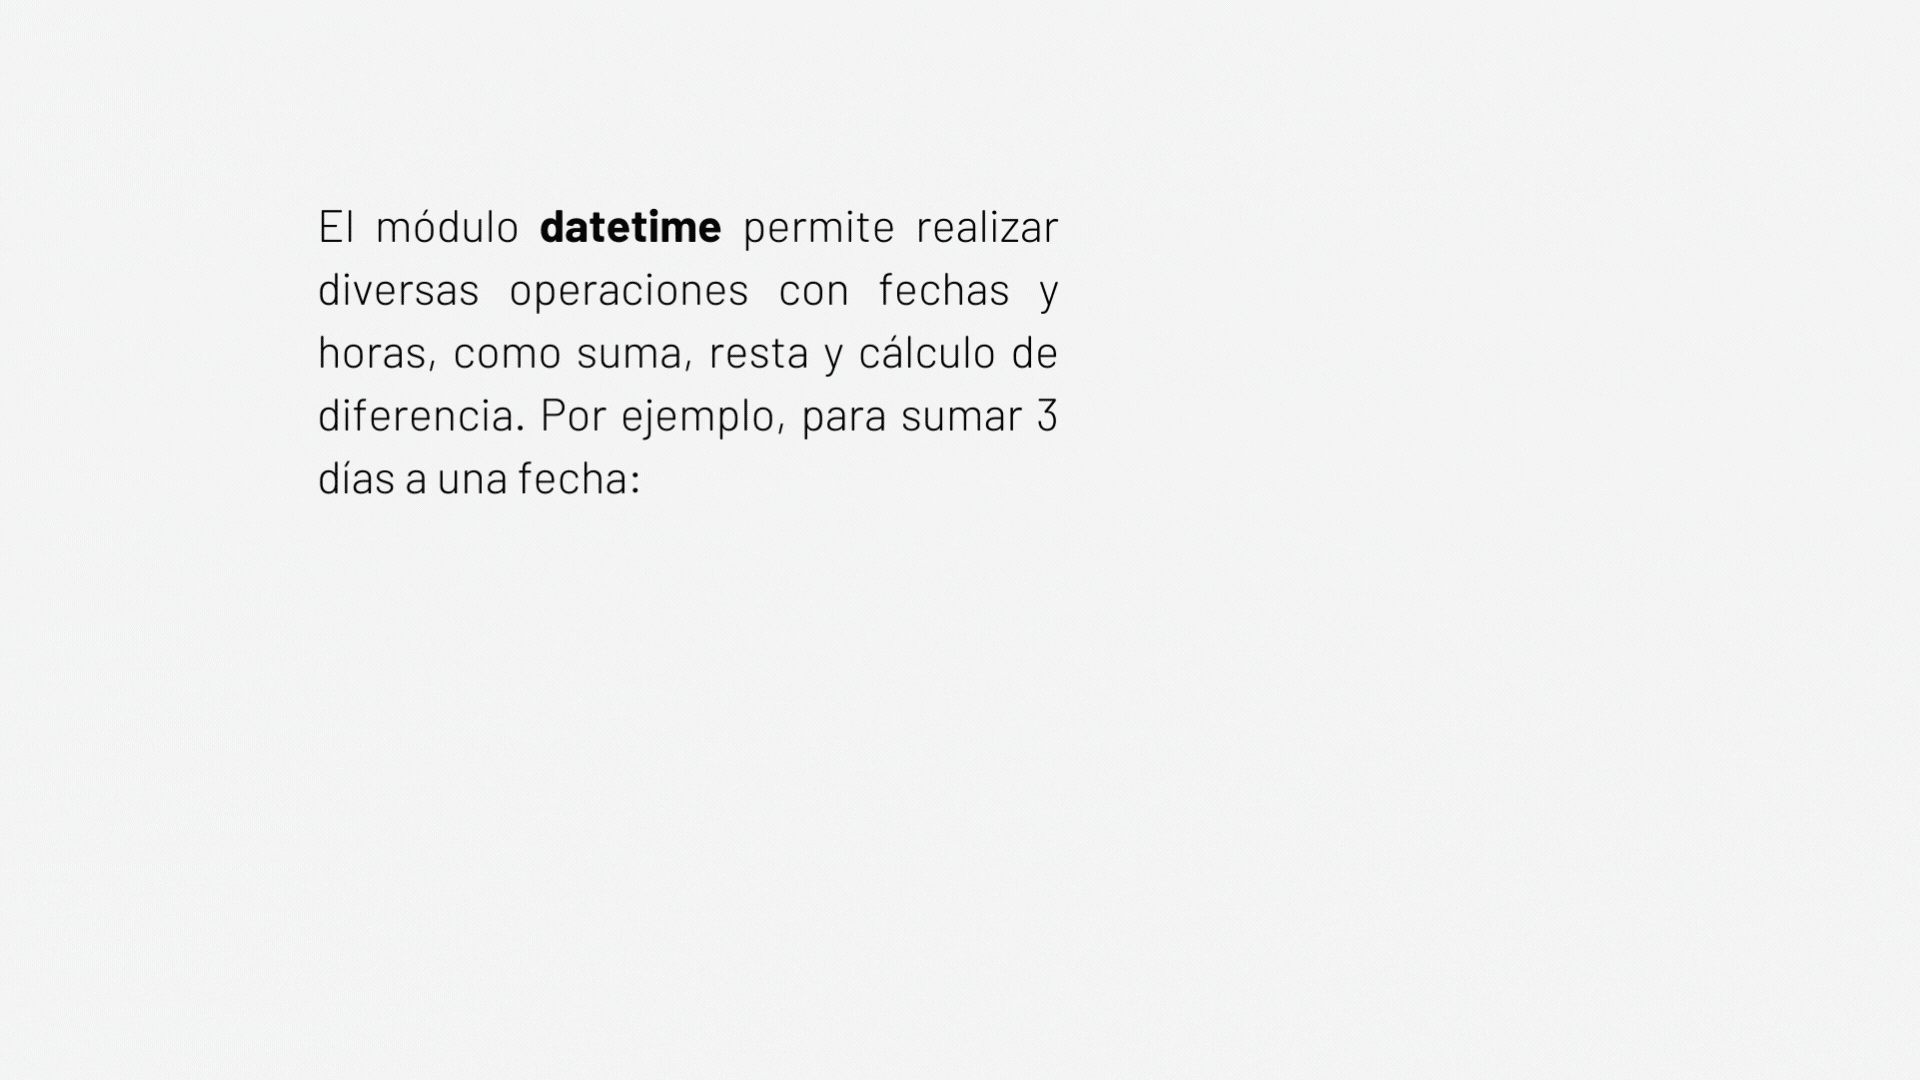 El módulo datetime permite realizar
diversas operaciones con fechas y
horas, como suma, resta y cálculo de
diferencia. Por ejemplo, para sumar 3
días a una fecha: